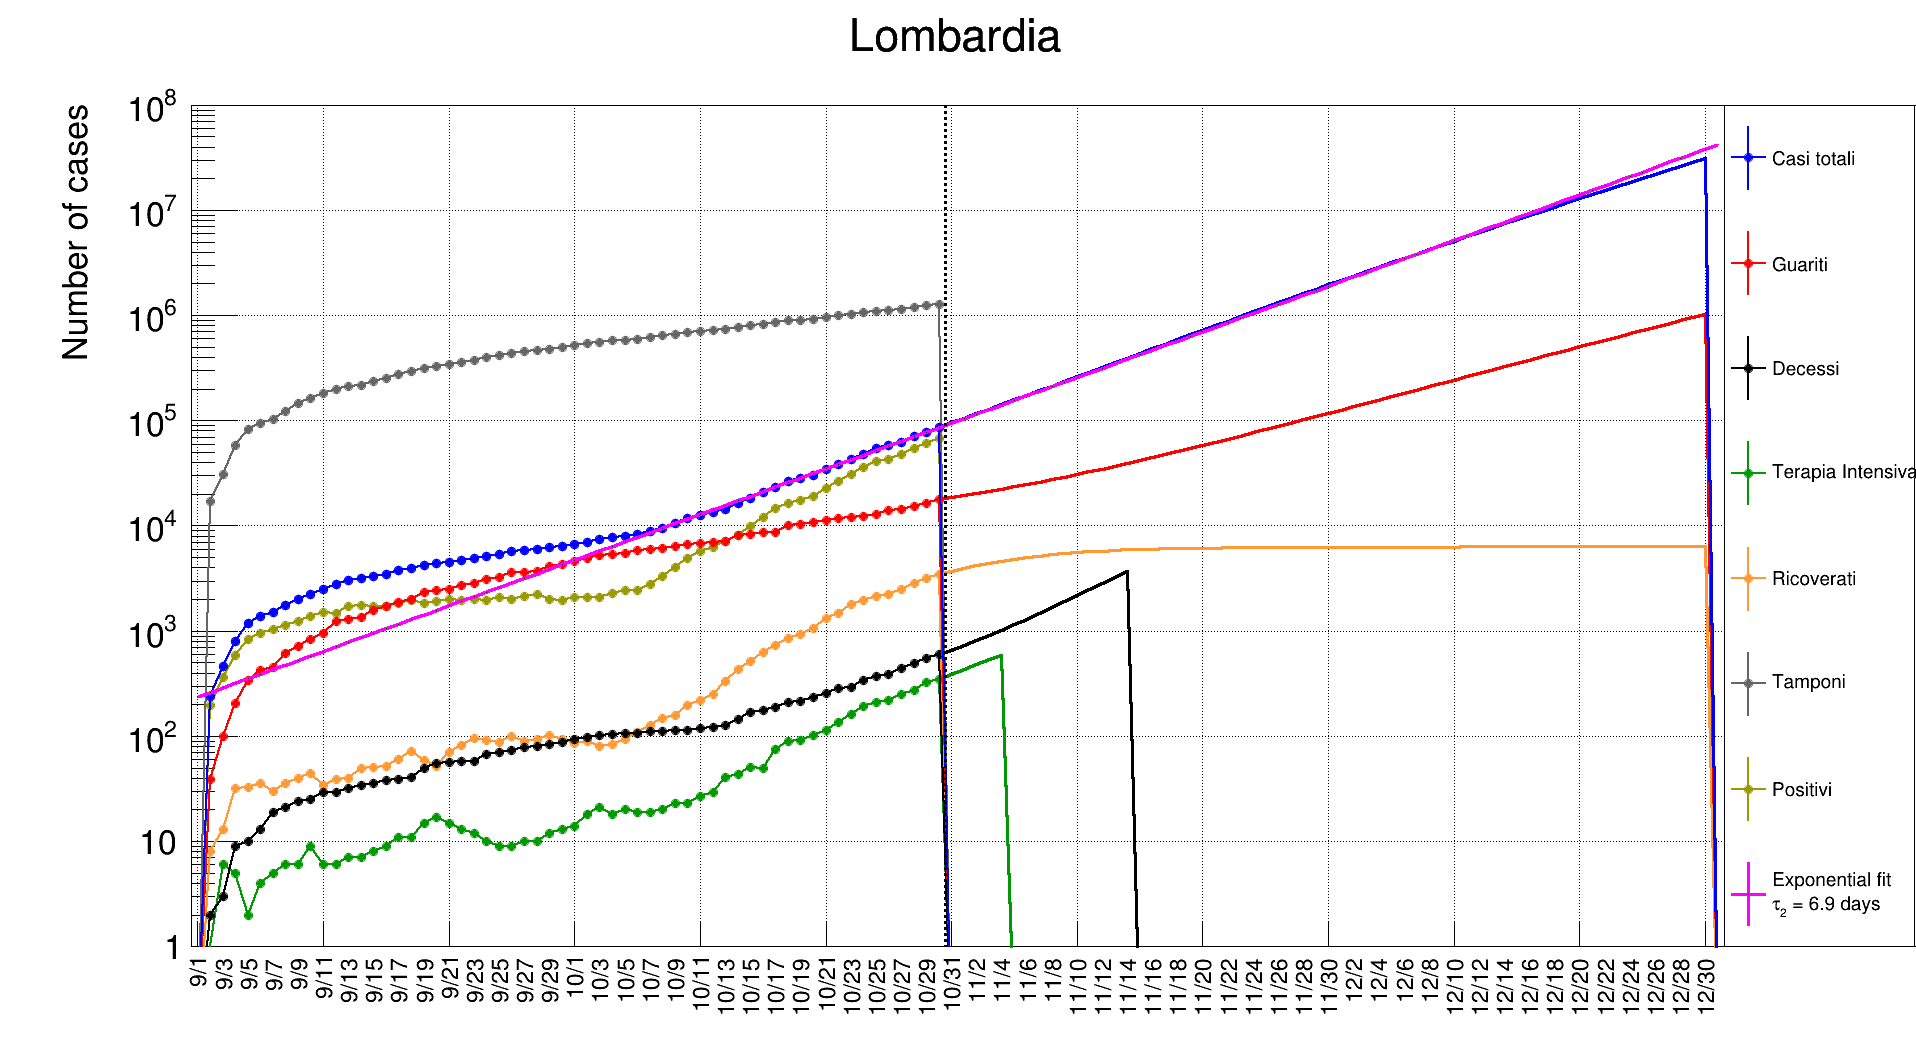 Lombardia
Number of cases
10^8
10^7
10^6
10^5
10^4
10^3
10^2
10
1
9/1 9/3 9/5 9/7 9/9 9/11 9/13 9/15 9/17 9/19 9/21 9/23 9/25 9/27 9/29 10/1 10/3 10/5 10/7 10/9 10/11 10/13 10/15 10/17 10/19 10/21 10/23 10/25 10/27 10/29 10/31 11/2 11/4 11/6 11/8 11/10 11/12 11/14 11/16 11/18 11/20 11/22 11/24 11/26 11/28 11/30 12/2 12/4 12/6 12/8 12/10 12/12 12/14 12/16 12/18 12/20 12/22 12/24 12/26 12/28 12/30
Casi totali
Guariti
Decessi
Terapia Intensiva
Ricoverati
Tamponi
Positivi
Exponential fit
τ₂ = 6.9 days